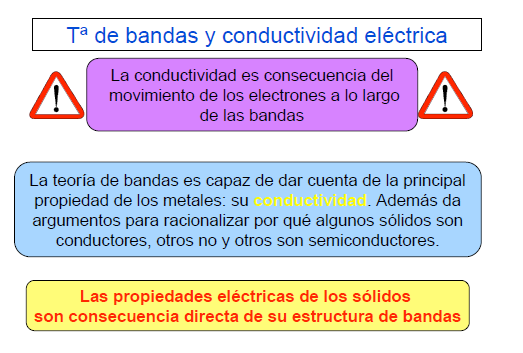 Tª de bandas y conductividad eléctrica
La conductividad es consecuencia del
movimiento de los electrones a lo largo
de las bandas
La teoría de bandas es capaz de dar cuenta de la principal
propiedad de los metales: su conductividad. Además da
argumentos para racionalizar por qué algunos sólidos son
conductores, otros no y otros son semiconductores.
Las propiedades eléctricas de los sólidos
son consecuencia directa de su estructura de bandas